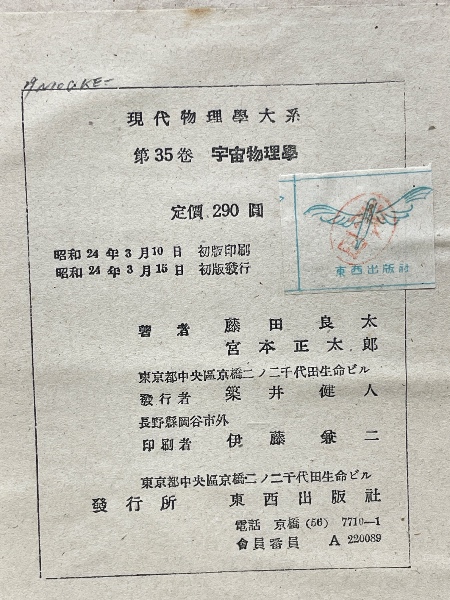 現代物理學大系
第35卷 宇宙物理學
定價 290 圓
東西出版社
昭和 24 年 3 月 10 日 初版印刷
昭和 24 年 3 月 15 日 初版發行
著者 藤田良太
宮本正太郎
東京都中央區京橋二ノ二千代田生命ビル
發行者 築井健人
長野縣岡谷市外
印刷者 伊藤兼二
東京都中央區京橋二ノ二千代田生命ビル
發行所 東西出版社
電話 京橋 (56) 7710—1
會員番員 A 220089